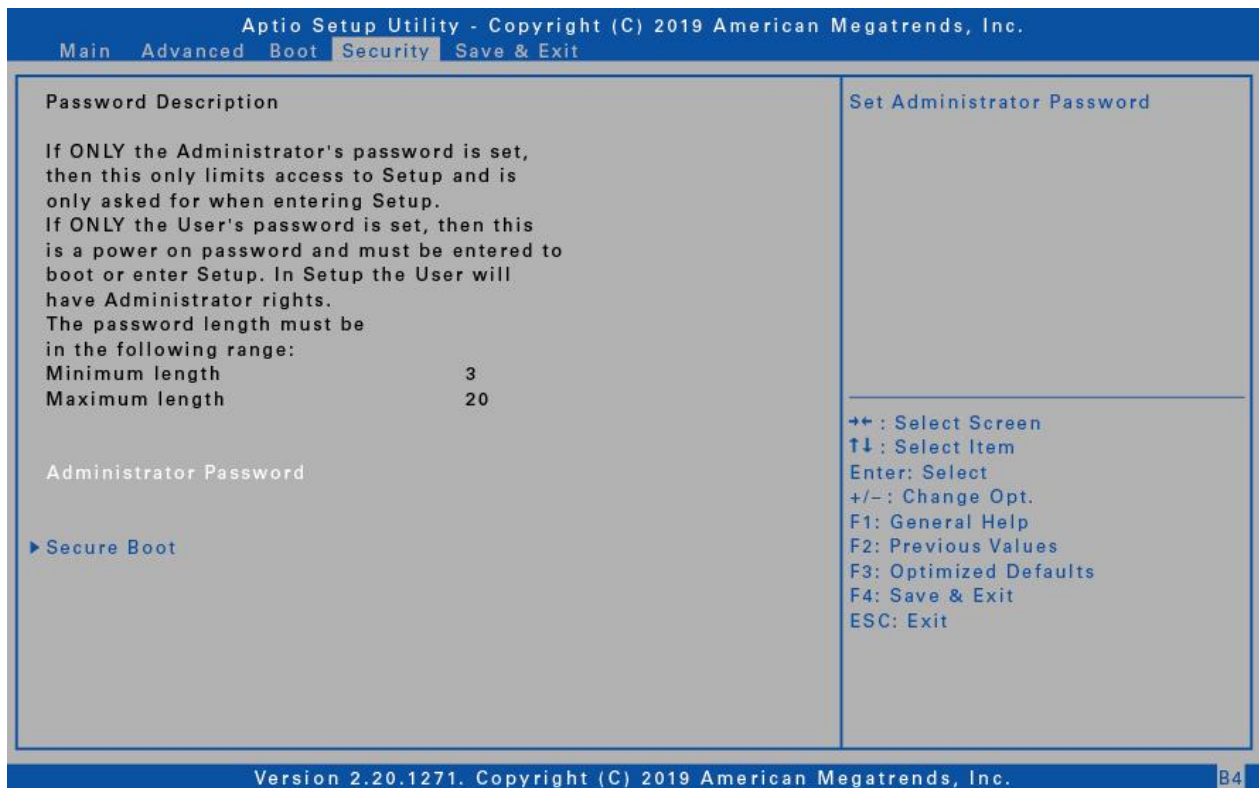 Aptio Setup Utility - Copyright (C) 2019 American Megatrends, Inc.
Main Advanced Boot Security Save & Exit
Password Description
If ONLY the Administrator's password is set,
then this only limits access to Setup and is
only asked for when entering Setup.
If ONLY the User's password is set, then this
is a power on password and must be entered to
boot or enter Setup. In Setup the User will
have Administrator rights.
The password length must be
in the following range:
Minimum length 3
Maximum length 20
Administrator Password
▶ Secure Boot
Set Administrator Password
→← : Select Screen
↑↓ : Select Item
Enter: Select
+/– : Change Opt.
F1: General Help
F2: Previous Values
F3: Optimized Defaults
F4: Save & Exit
ESC: Exit
Version 2.20.1271. Copyright (C) 2019 American Megatrends, Inc.
B4